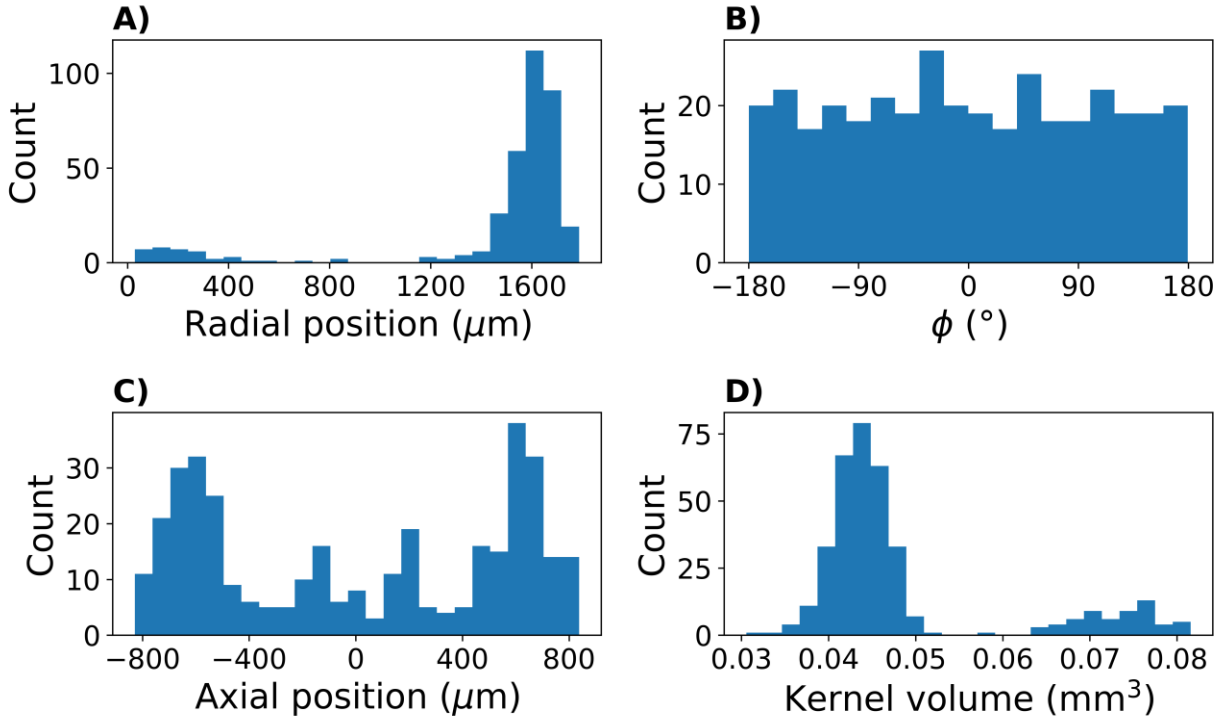 A)
Count
100
50
0
0 400 800 1200 1600
Radial position (μm)
B)
Count
20
10
0
−180 −90 0 90 180
ϕ (°)
C)
Count
30
20
10
0
−800 −400 0 400 800
Axial position (μm)
D)
Count
75
50
25
0
0.03 0.04 0.05 0.06 0.07 0.08
Kernel volume (mm³)